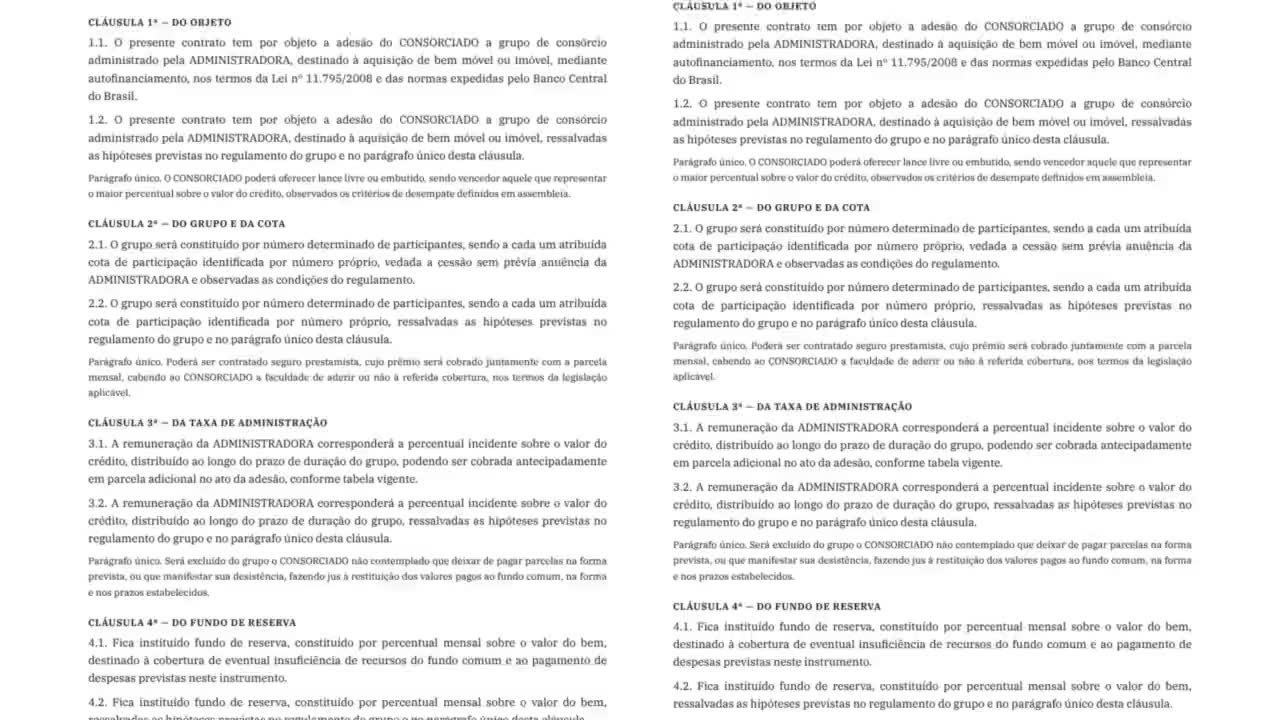 CLÁUSULA 1ª — DO OBJETO
1.1. O presente contrato tem por objeto a adesão do CONSORCIADO a grupo de consórcio
administrado pela ADMINISTRADORA, destinado à aquisição de bem móvel ou imóvel, mediante
autofinanciamento, nos termos da Lei nº 11.795/2008 e das normas expedidas pelo Banco Central
do Brasil.
1.2. O presente contrato tem por objeto a adesão do CONSORCIADO a grupo de consórcio
administrado pela ADMINISTRADORA, destinado à aquisição de bem móvel ou imóvel, ressalvadas
as hipóteses previstas no regulamento do grupo e no parágrafo único desta cláusula.
Parágrafo único. O CONSORCIADO poderá oferecer lance livre ou embutido, sendo vencedor aquele que representar
o maior percentual sobre o valor do crédito, observados os critérios de desempate definidos em assembleia.
CLÁUSULA 2ª — DO GRUPO E DA COTA
2.1. O grupo será constituído por número determinado de participantes, sendo a cada um atribuída
cota de participação identificada por número próprio, vedada a cessão sem prévia anuência da
ADMINISTRADORA e observadas as condições do regulamento.
2.2. O grupo será constituído por número determinado de participantes, sendo a cada um atribuída
cota de participação identificada por número próprio, ressalvadas as hipóteses previstas no
regulamento do grupo e no parágrafo único desta cláusula.
Parágrafo único. Poderá ser contratado seguro prestamista, cujo prêmio será cobrado juntamente com a parcela
mensal, cabendo ao CONSORCIADO a faculdade de aderir ou não à referida cobertura, nos termos da legislação
aplicável.
CLÁUSULA 3ª — DA TAXA DE ADMINISTRAÇÃO
3.1. A remuneração da ADMINISTRADORA corresponderá a percentual incidente sobre o valor do
crédito, distribuído ao longo do prazo de duração do grupo, podendo ser cobrada antecipadamente
em parcela adicional no ato da adesão, conforme tabela vigente.
3.2. A remuneração da ADMINISTRADORA corresponderá a percentual incidente sobre o valor do
crédito, distribuído ao longo do prazo de duração do grupo, ressalvadas as hipóteses previstas no
regulamento do grupo e no parágrafo único desta cláusula.
Parágrafo único. Será excluído do grupo o CONSORCIADO não contemplado que deixar de pagar parcelas na forma
prevista, ou que manifestar sua desistência, fazendo jus à restituição dos valores pagos ao fundo comum, na forma
e nos prazos estabelecidos.
CLÁUSULA 4ª — DO FUNDO DE RESERVA
4.1. Fica instituído fundo de reserva, constituído por percentual mensal sobre o valor do bem,
destinado à cobertura de eventual insuficiência de recursos do fundo comum e ao pagamento de
despesas previstas neste instrumento.
4.2. Fica instituído fundo de reserva, constituído por percentual mensal sobre o valor do bem,
ressalvadas as hipóteses previstas no regulamento do grupo e no parágrafo único desta cláusula.
CLÁUSULA 1ª — DO OBJETO
1.1. O presente contrato tem por objeto a adesão do CONSORCIADO a grupo de consórcio
administrado pela ADMINISTRADORA, destinado à aquisição de bem móvel ou imóvel, mediante
autofinanciamento, nos termos da Lei nº 11.795/2008 e das normas expedidas pelo Banco Central
do Brasil.
1.2. O presente contrato tem por objeto a adesão do CONSORCIADO a grupo de consórcio
administrado pela ADMINISTRADORA, destinado à aquisição de bem móvel ou imóvel, ressalvadas
as hipóteses previstas no regulamento do grupo e no parágrafo único desta cláusula.
Parágrafo único. O CONSORCIADO poderá oferecer lance livre ou embutido, sendo vencedor aquele que representar
o maior percentual sobre o valor do crédito, observados os critérios de desempate definidos em assembleia.
CLÁUSULA 2ª — DO GRUPO E DA COTA
2.1. O grupo será constituído por número determinado de participantes, sendo a cada um atribuída
cota de participação identificada por número próprio, vedada a cessão sem prévia anuência da
ADMINISTRADORA e observadas as condições do regulamento.
2.2. O grupo será constituído por número determinado de participantes, sendo a cada um atribuída
cota de participação identificada por número próprio, ressalvadas as hipóteses previstas no
regulamento do grupo e no parágrafo único desta cláusula.
Parágrafo único. Poderá ser contratado seguro prestamista, cujo prêmio será cobrado juntamente com a parcela
mensal, cabendo ao CONSORCIADO a faculdade de aderir ou não à referida cobertura, nos termos da legislação
aplicável.
CLÁUSULA 3ª — DA TAXA DE ADMINISTRAÇÃO
3.1. A remuneração da ADMINISTRADORA corresponderá a percentual incidente sobre o valor do
crédito, distribuído ao longo do prazo de duração do grupo, podendo ser cobrada antecipadamente
em parcela adicional no ato da adesão, conforme tabela vigente.
3.2. A remuneração da ADMINISTRADORA corresponderá a percentual incidente sobre o valor do
crédito, distribuído ao longo do prazo de duração do grupo, ressalvadas as hipóteses previstas no
regulamento do grupo e no parágrafo único desta cláusula.
Parágrafo único. Será excluído do grupo o CONSORCIADO não contemplado que deixar de pagar parcelas na forma
prevista, ou que manifestar sua desistência, fazendo jus à restituição dos valores pagos ao fundo comum, na forma
e nos prazos estabelecidos.
CLÁUSULA 4ª — DO FUNDO DE RESERVA
4.1. Fica instituído fundo de reserva, constituído por percentual mensal sobre o valor do bem,
destinado à cobertura de eventual insuficiência de recursos do fundo comum e ao pagamento de
despesas previstas neste instrumento.
4.2. Fica instituído fundo de reserva, constituído por percentual mensal sobre o valor do bem,
ressalvadas as hipóteses previstas no regulamento do grupo e no parágrafo único desta cláusula.